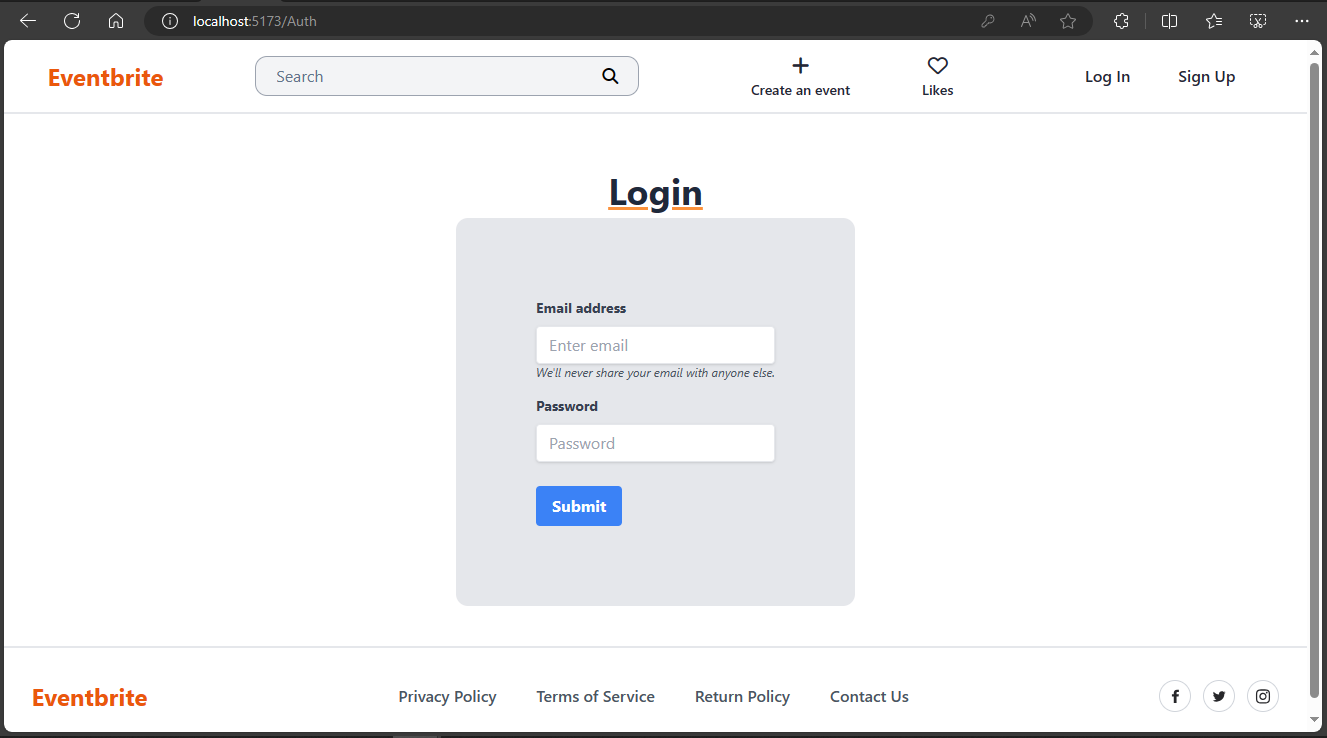 localhost:5173/Auth
Eventbrite
Search
Create an event
Likes
Log In
Sign Up
Login
Email address
Enter email
We'll never share your email with anyone else.
Password
Password
Submit
Eventbrite
Privacy Policy
Terms of Service
Return Policy
Contact Us